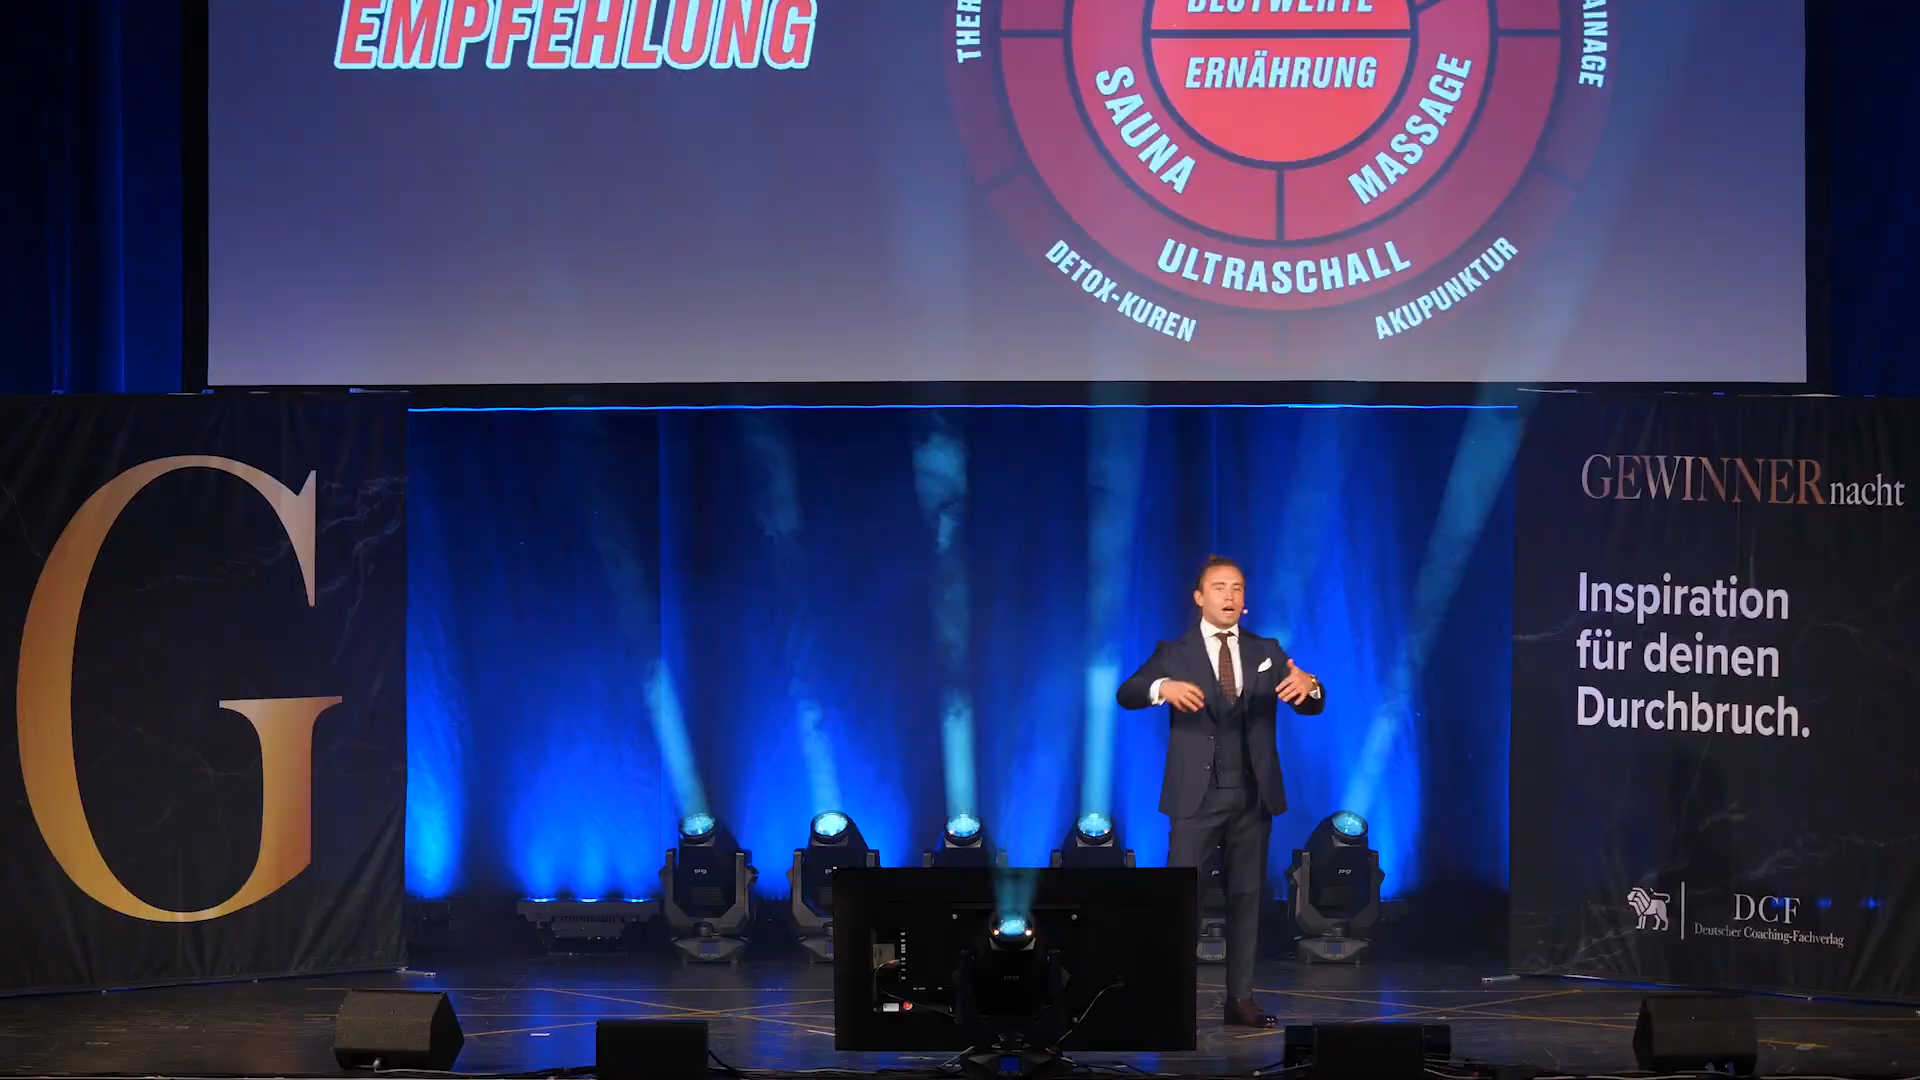 EMPFEHLUNG
ERNÄHRUNG
SAUNA
MASSAGE
ULTRASCHALL
DETOX-KUREN
AKUPUNKTUR
G
GEWINNERnacht
Inspiration
für deinen
Durchbruch.
DCF
Deutscher Coaching-Fachverlag